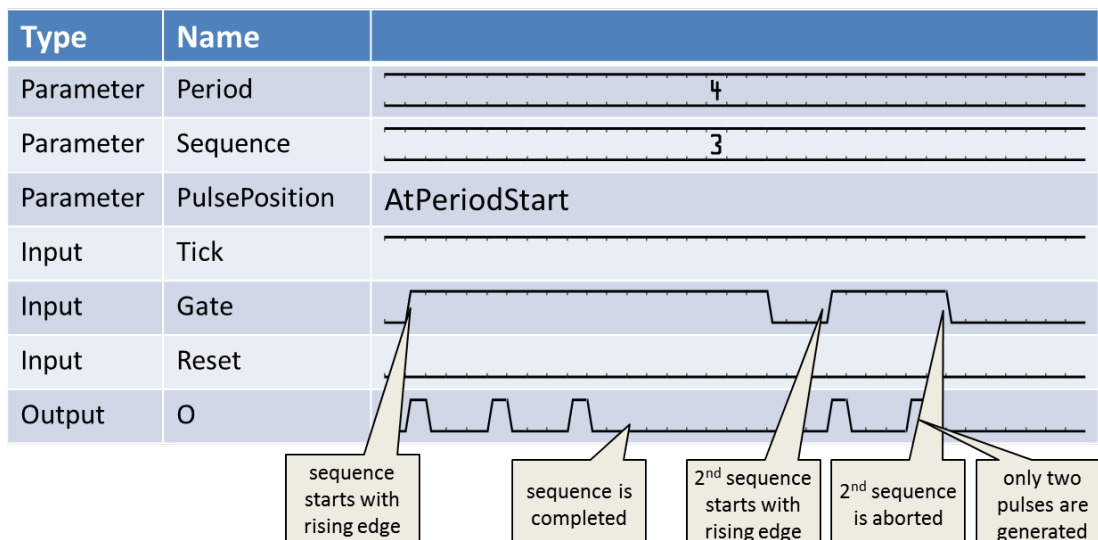 Type Name
Parameter Period 4
Parameter Sequence 3
Parameter PulsePosition AtPeriodStart
Input Tick
Input Gate
Input Reset
Output O
sequence
starts with
rising edge
sequence is
completed
2nd sequence
starts with
rising edge
2nd sequence
is aborted
only two
pulses are
generated